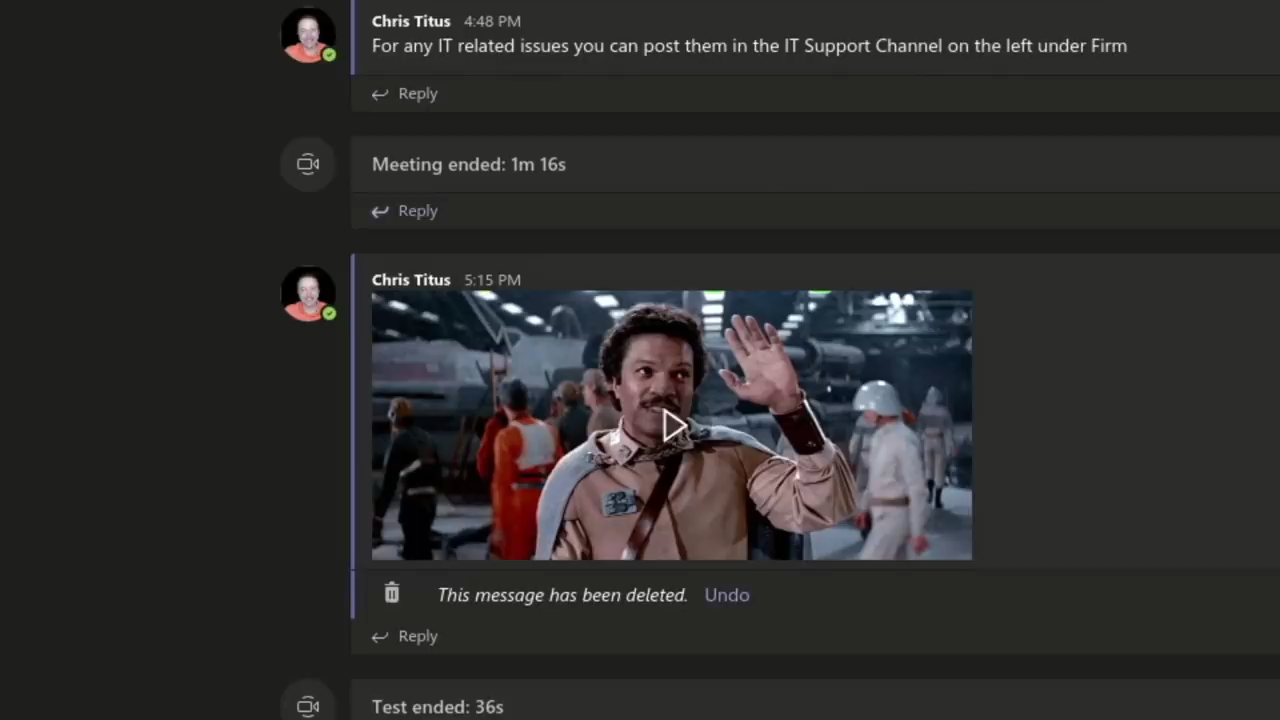 Chris Titus 4:48 PM
For any IT related issues you can post them in the IT Support Channel on the left under Firm
Reply
Meeting ended: 1m 16s
Reply
Chris Titus 5:15 PM
This message has been deleted. Undo
Reply
Test ended: 36s